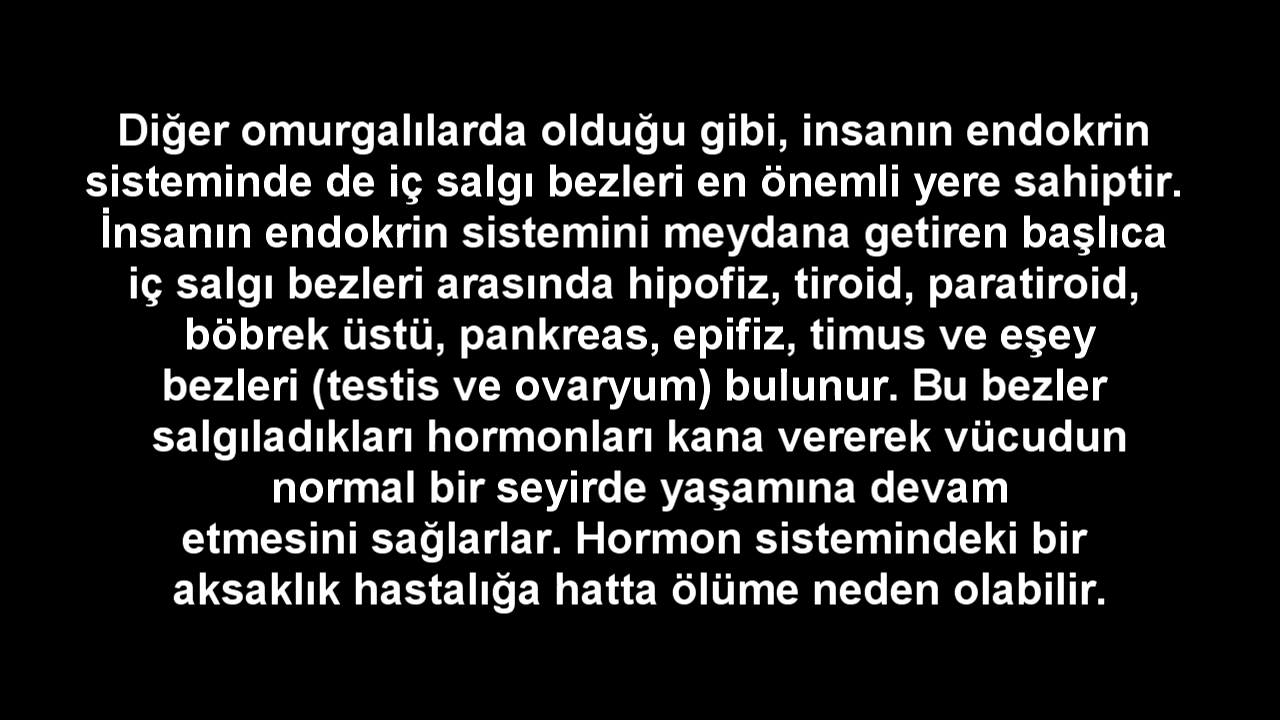 Diğer omurgalılarda olduğu gibi, insanın endokrin
sisteminde de iç salgı bezleri en önemli yere sahiptir.
İnsanın endokrin sistemini meydana getiren başlıca
iç salgı bezleri arasında hipofiz, tiroid, paratiroid,
böbrek üstü, pankreas, epifiz, timus ve eşey
bezleri (testis ve ovaryum) bulunur. Bu bezler
salgıladıkları hormonları kana vererek vücudun
normal bir seyirde yaşamına devam
etmesini sağlarlar. Hormon sistemindeki bir
aksaklık hastalığa hatta ölüme neden olabilir.